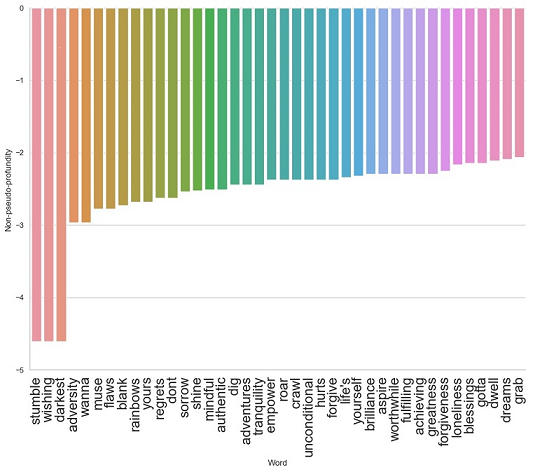 0
−1
−2
−3
−4
−5
Non-pseudo-profundity
stumble
wishing
darkest
adversity
wanna
muse
flaws
blank
rainbows
yours
regrets
dont
sorrow
shine
mindful
authentic
dig
adventures
tranquility
empower
roar
crawl
unconditional
hurts
forgive
life's
yourself
brilliance
aspire
worthwhile
fulfilling
achieving
greatness
forgiveness
loneliness
blessings
gotta
dwell
dreams
grab
Word